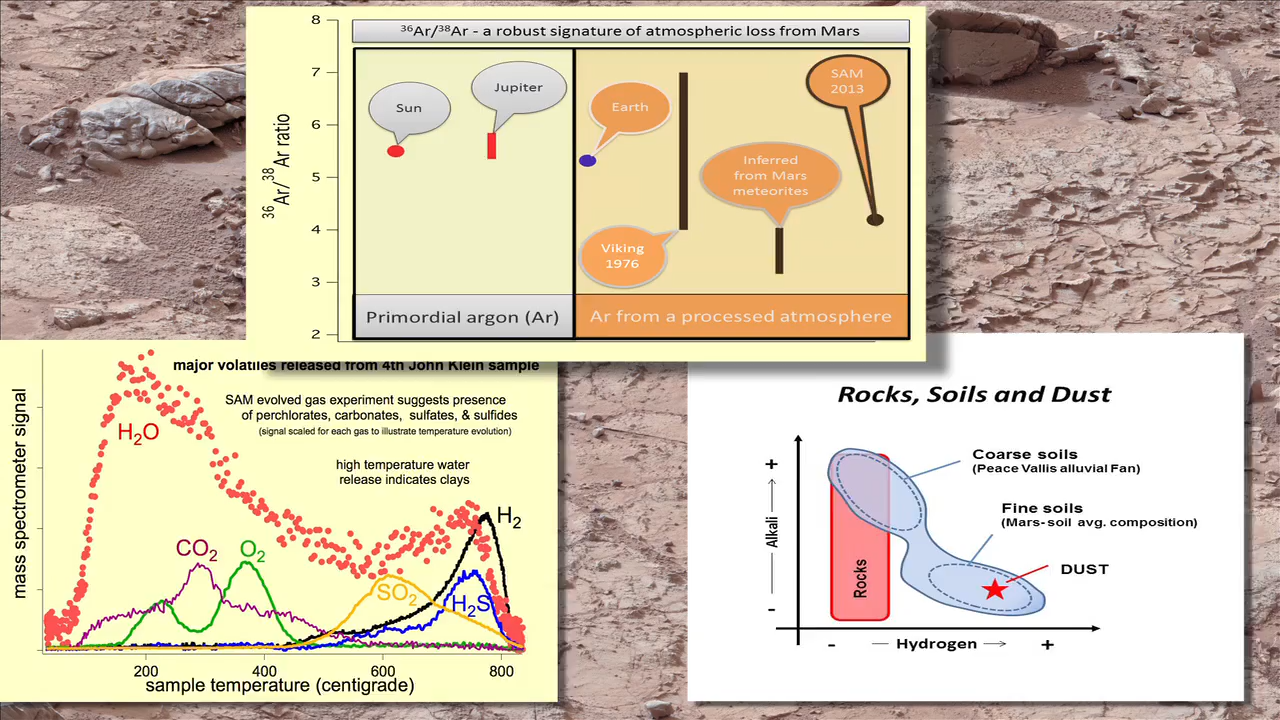 ³⁶Ar/³⁸Ar - a robust signature of atmospheric loss from Mars
³⁶Ar/³⁸Ar ratio
8
7
6
5
4
3
2
Sun
Jupiter
Earth
SAM
2013
Inferred
from Mars
meteorites
Viking
1976
Primordial argon (Ar)
Ar from a processed atmosphere
major volatiles released from 4th John Klein sample
SAM evolved gas experiment suggests presence
of perchlorates, carbonates, sulfates, & sulfides
(signal scaled for each gas to illustrate temperature evolution)
high temperature water
release indicates clays
mass spectrometer signal
H₂O
CO₂
O₂
SO₂
H₂S
H₂
200
400
600
800
sample temperature (centigrade)
Rocks, Soils and Dust
Coarse soils
(Peace Vallis alluvial Fan)
Fine soils
(Mars-soil avg. composition)
DUST
Rocks
+
Alkali
-
- Hydrogen +